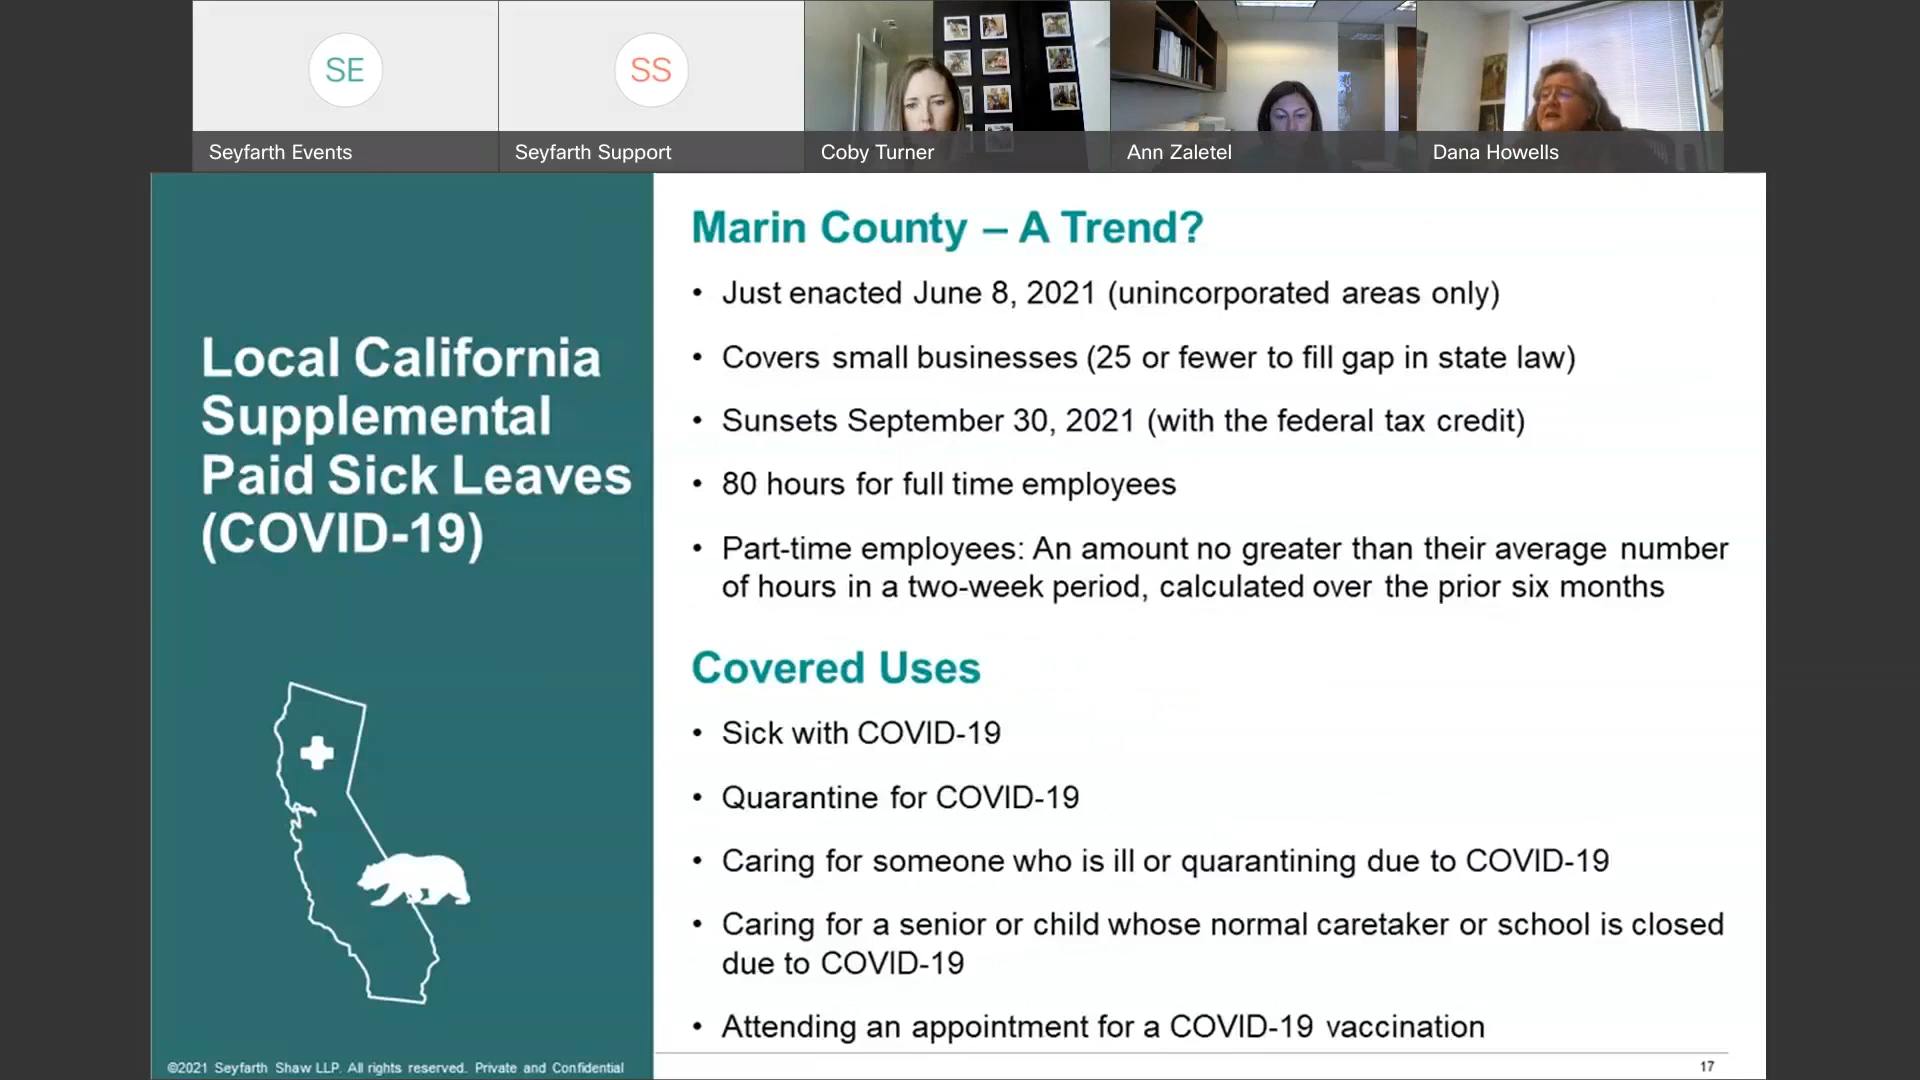 SE
SS
Seyfarth Events
Seyfarth Support
Coby Turner
Ann Zaletel
Dana Howells
Local California
Supplemental
Paid Sick Leaves
(COVID-19)
©2021 Seyfarth Shaw LLP. All rights reserved. Private and Confidential
Marin County – A Trend?
• Just enacted June 8, 2021 (unincorporated areas only)
• Covers small businesses (25 or fewer to fill gap in state law)
• Sunsets September 30, 2021 (with the federal tax credit)
• 80 hours for full time employees
• Part-time employees: An amount no greater than their average number
of hours in a two-week period, calculated over the prior six months
Covered Uses
• Sick with COVID-19
• Quarantine for COVID-19
• Caring for someone who is ill or quarantining due to COVID-19
• Caring for a senior or child whose normal caretaker or school is closed
due to COVID-19
• Attending an appointment for a COVID-19 vaccination
17